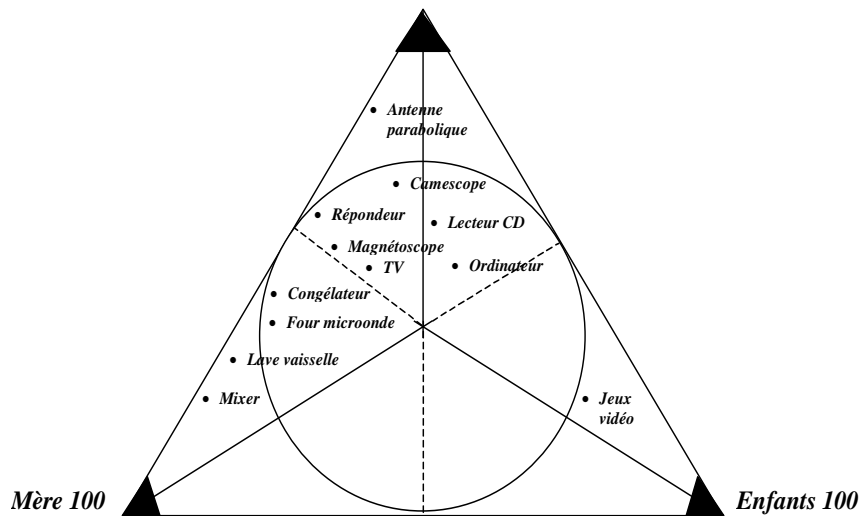 Antenne
parabolique
Camescope
Répondeur
Lecteur CD
Magnétoscope
TV
Ordinateur
Congélateur
Four microonde
Lave vaisselle
Mixer
Jeux
vidéo
Mère 100
Enfants 100